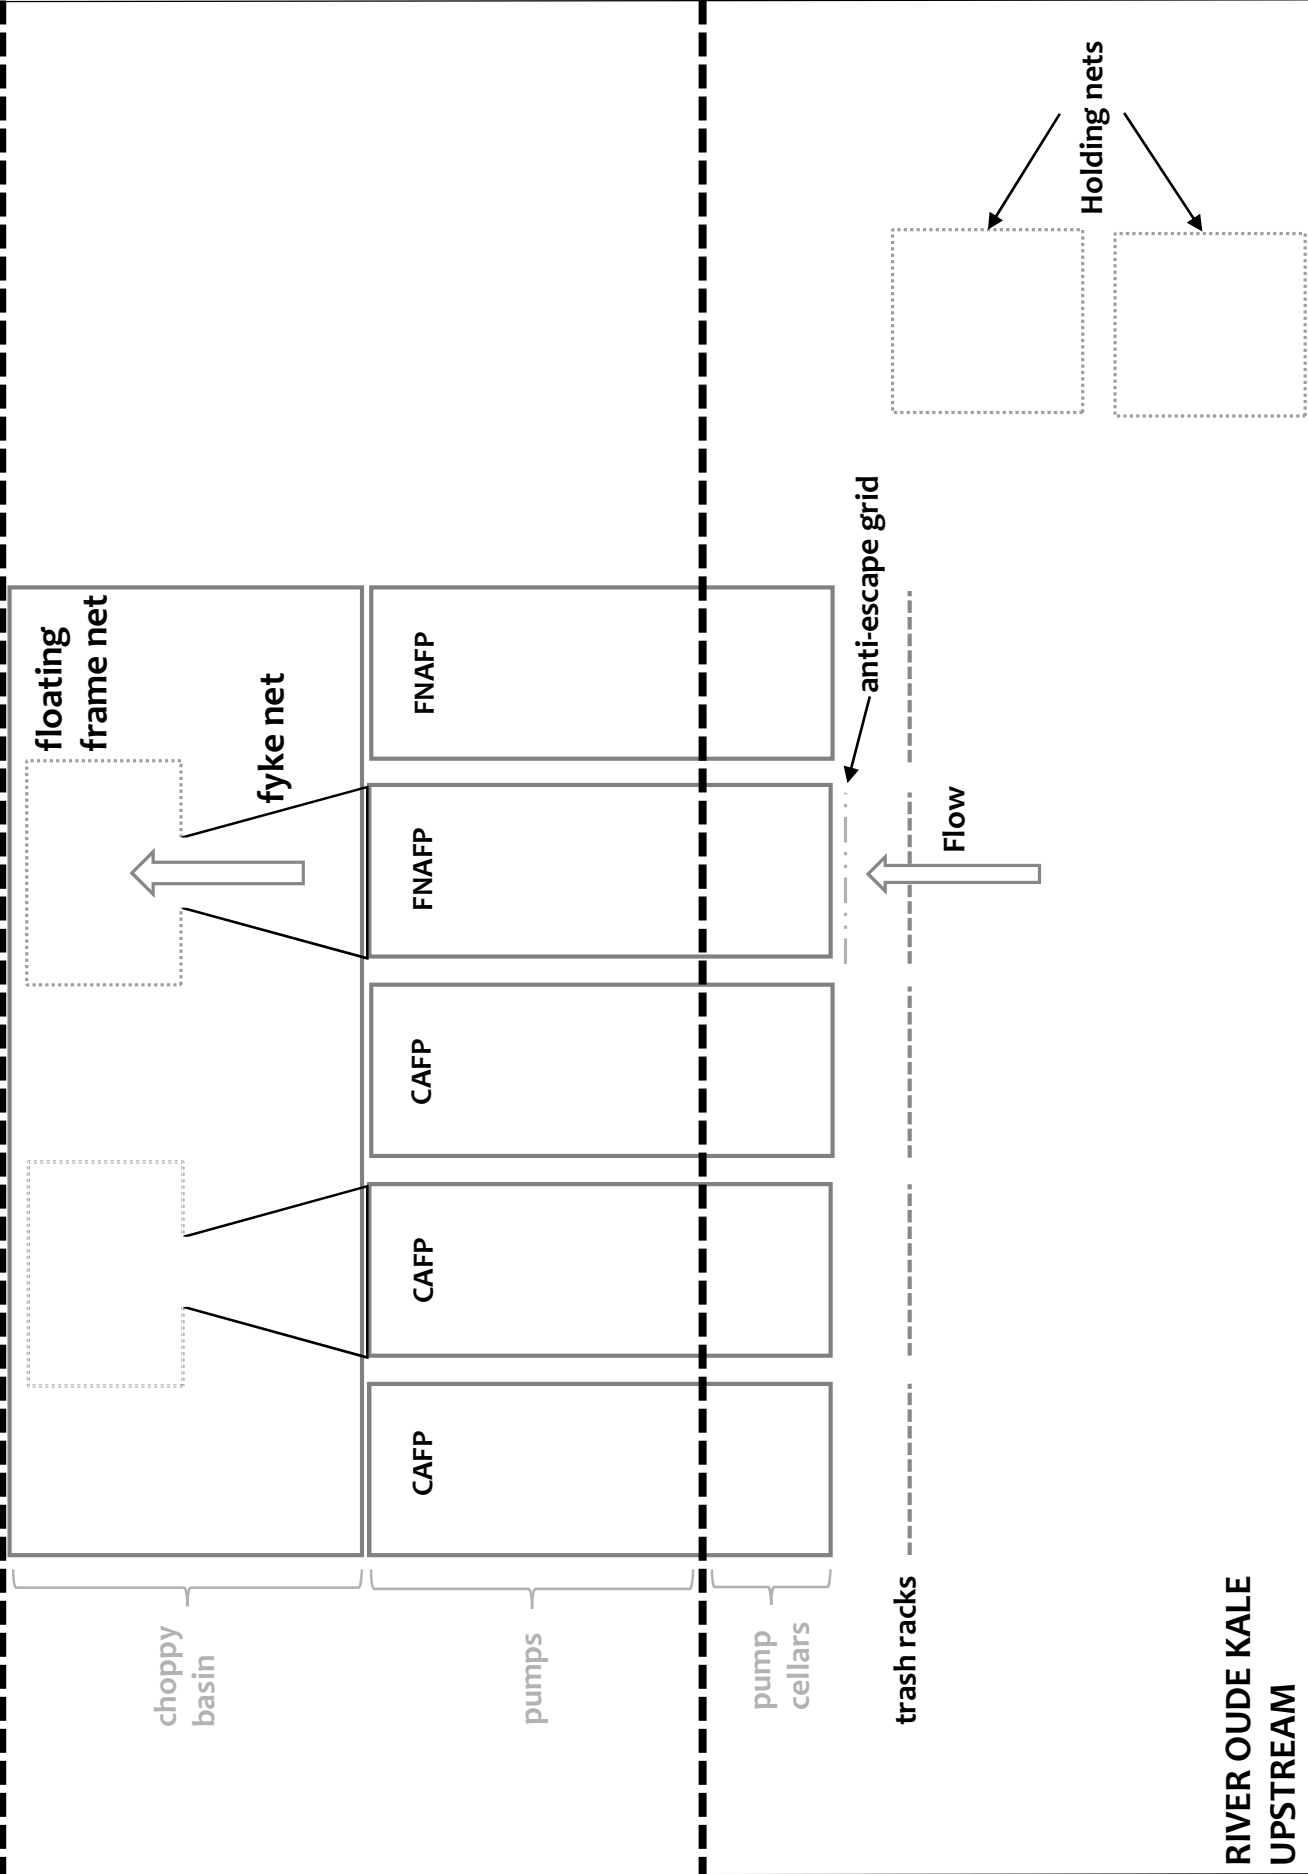 choppy
basin
pumps
pump
cellars
trash racks
RIVER OUDE KALE
UPSTREAM
CAFP
CAFP
CAFP
FNAFP
FNAFP
floating
frame net
fyke net
Flow
anti-escape grid
Holding nets